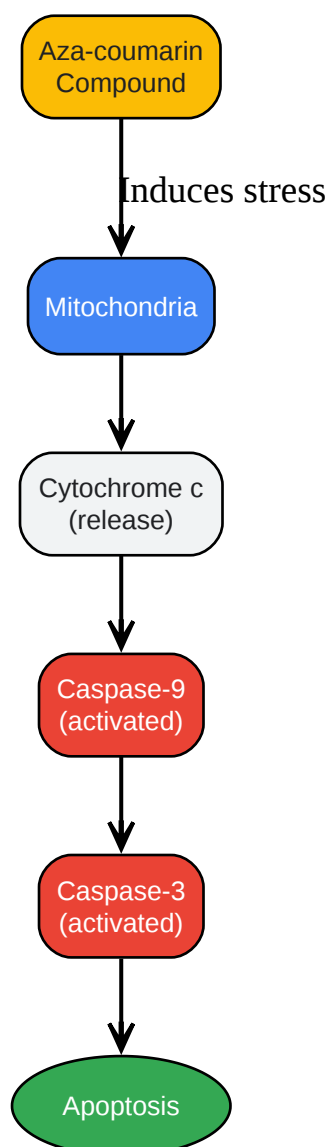 Aza-coumarin
Compound
Induces stress
Mitochondria
Cytochrome c
(release)
Caspase-9
(activated)
Caspase-3
(activated)
Apoptosis